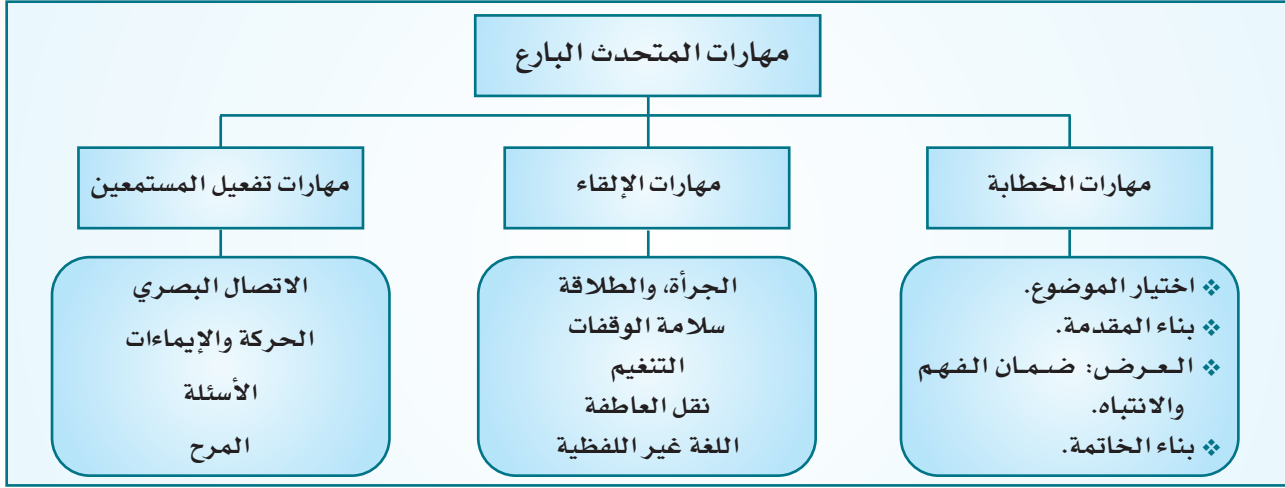 مهارات المتحدث البارع
مهارات الخطابة
❖ اختيار الموضوع.
❖ بناء المقدمة.
❖ العرض: ضمان الفهم
والانتباه.
❖ بناء الخاتمة.
مهارات الإلقاء
الجرأة، والطلاقة
سلامة الوقفات
التنغيم
نقل العاطفة
اللغة غير اللفظية
مهارات تفعيل المستمعين
الاتصال البصري
الحركة والإيماءات
الأسئلة
المرح